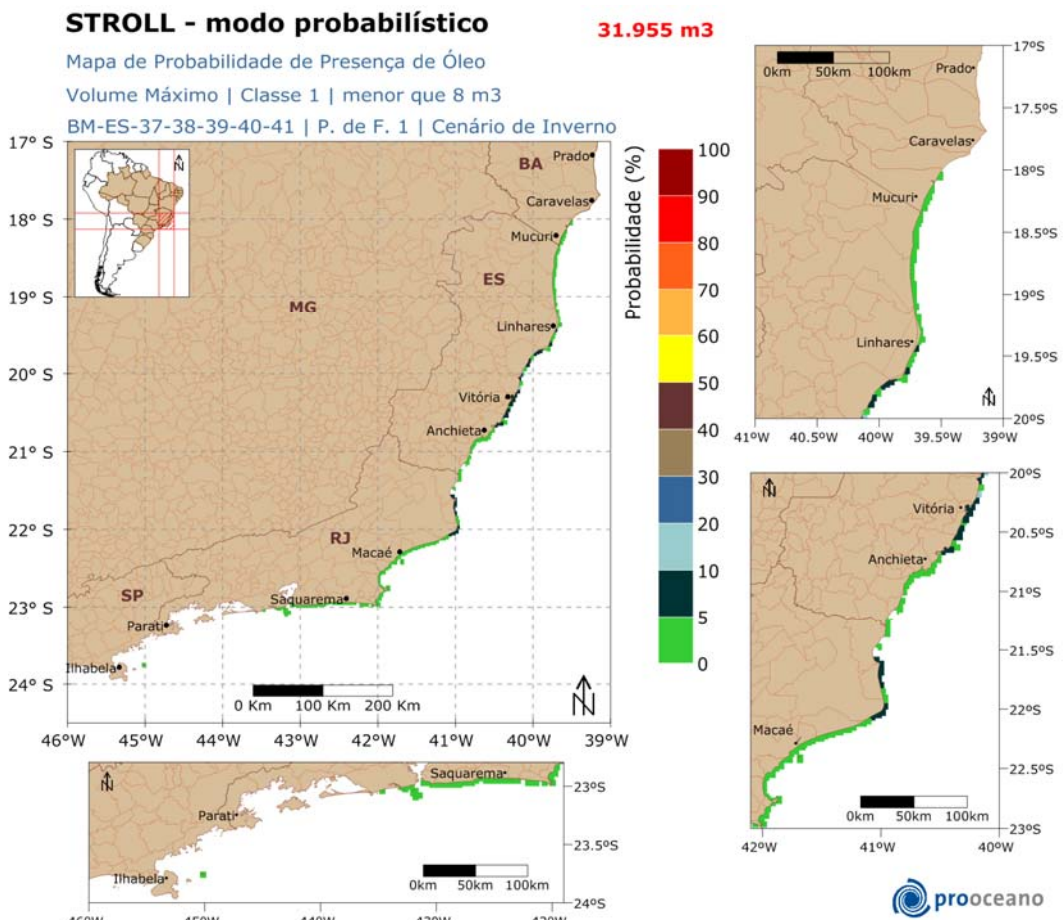 STROLL - modo probabilístico
31.955 m3
Mapa de Probabilidade de Presença de Óleo
Volume Máximo | Classe 1 | menor que 8 m3
BM-ES-37-38-39-40-41 | P. de F. 1 | Cenário de Inverno
17° S
18° S
19° S
20° S
21° S
22° S
23° S
24° S
46°W 45°W 44°W 43°W 42°W 41°W 40°W 39°W
N
BA
Prado
Caravelas
Mucuri
ES
MG
Linhares
Vitória
Anchieta
RJ
Macaé
Saquarema
SP
Parati
Ilhabela
0 Km 100 Km 200 Km
N
Probabilidade (%)
100
90
80
70
60
50
40
30
20
10
5
0
0km 50km 100km
Prado
Caravelas
Mucuri
Linhares
N
17°S
17.5°S
18°S
18.5°S
19°S
19.5°S
20°S
41°W 40.5°W 40°W 39.5°W 39°W
N
Vitória
Anchieta
Macaé
0km 50km 100km
20°S
20.5°S
21°S
21.5°S
22°S
22.5°S
23°S
42°W 41°W 40°W
N
Saquarema
Parati
Ilhabela
0km 50km 100km
23°S
23.5°S
24°S
prooceano